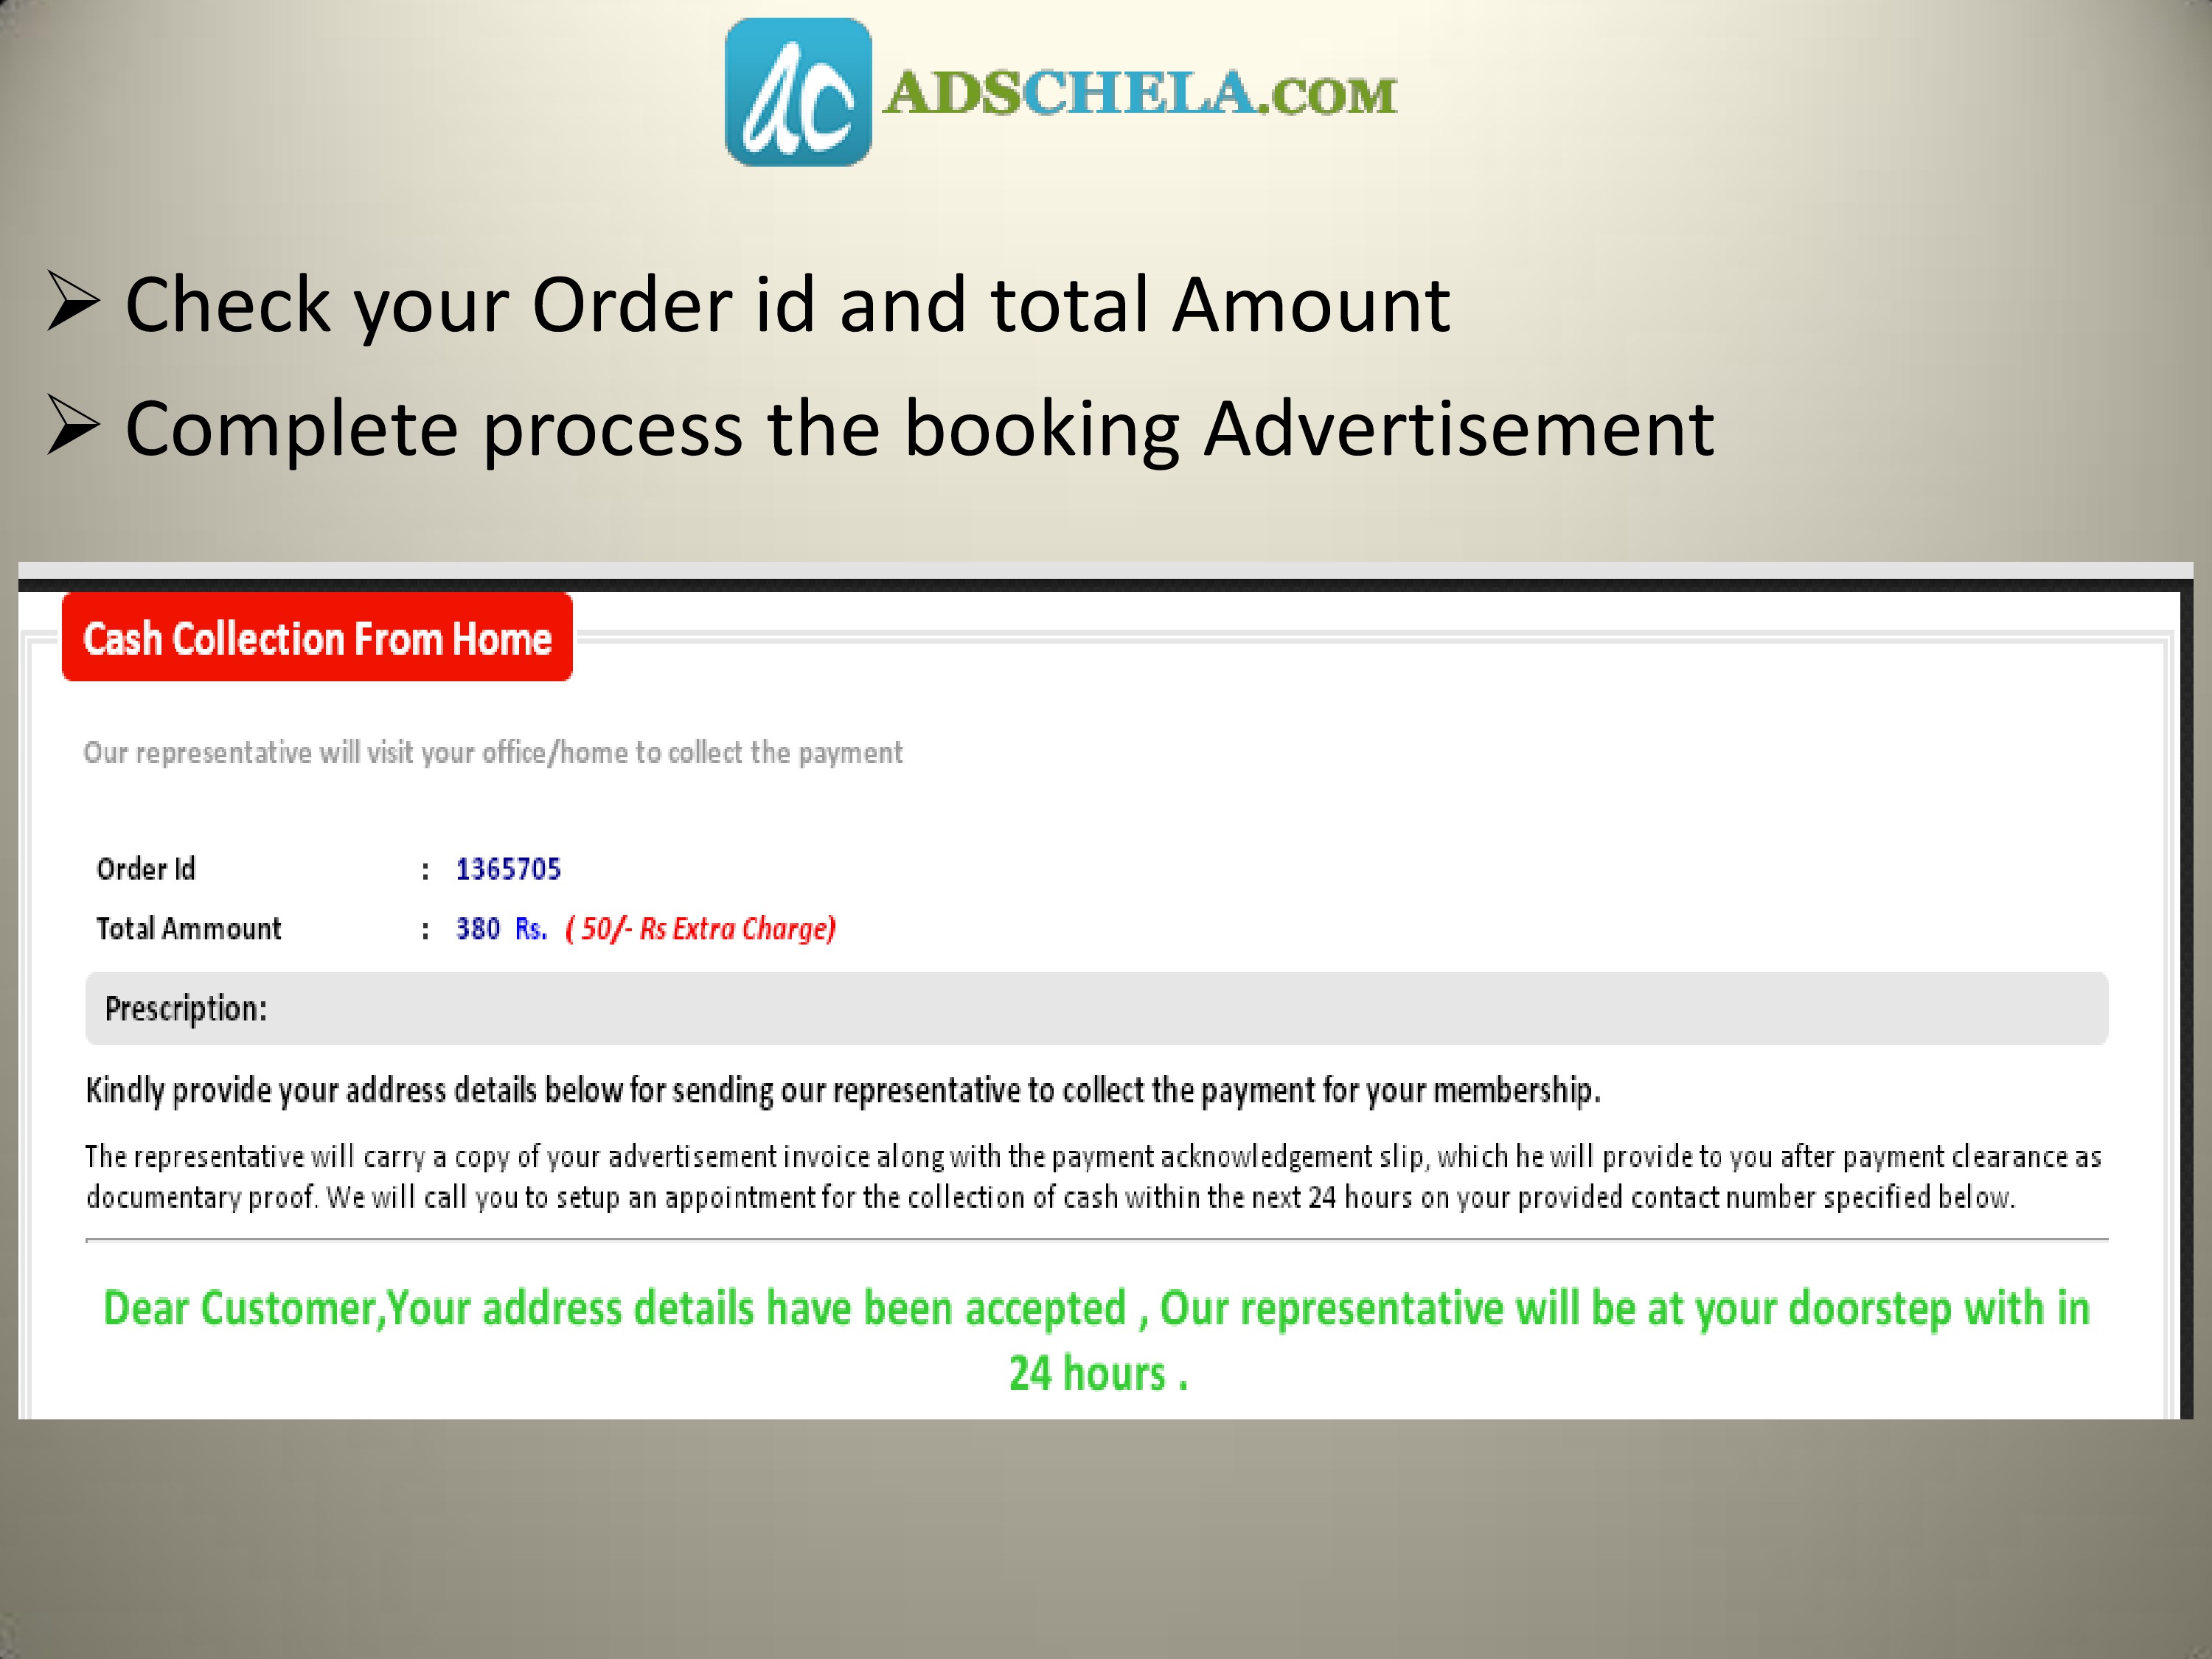 ac ADSCHELA.COM
➢ Check your Order id and total Amount
➢ Complete process the booking Advertisement
Cash Collection From Home
Our representative will visit your office/home to collect the payment
Order Id : 1365705
Total Ammount : 380 Rs. ( 50/- Rs Extra Charge)
Prescription:
Kindly provide your address details below for sending our representative to collect the payment for your membership.
The representative will carry a copy of your advertisement invoice along with the payment acknowledgement slip, which he will provide to you after payment clearance as
documentary proof. We will call you to setup an appointment for the collection of cash within the next 24 hours on your provided contact number specified below.
Dear Customer,Your address details have been accepted , Our representative will be at your doorstep with in
24 hours .